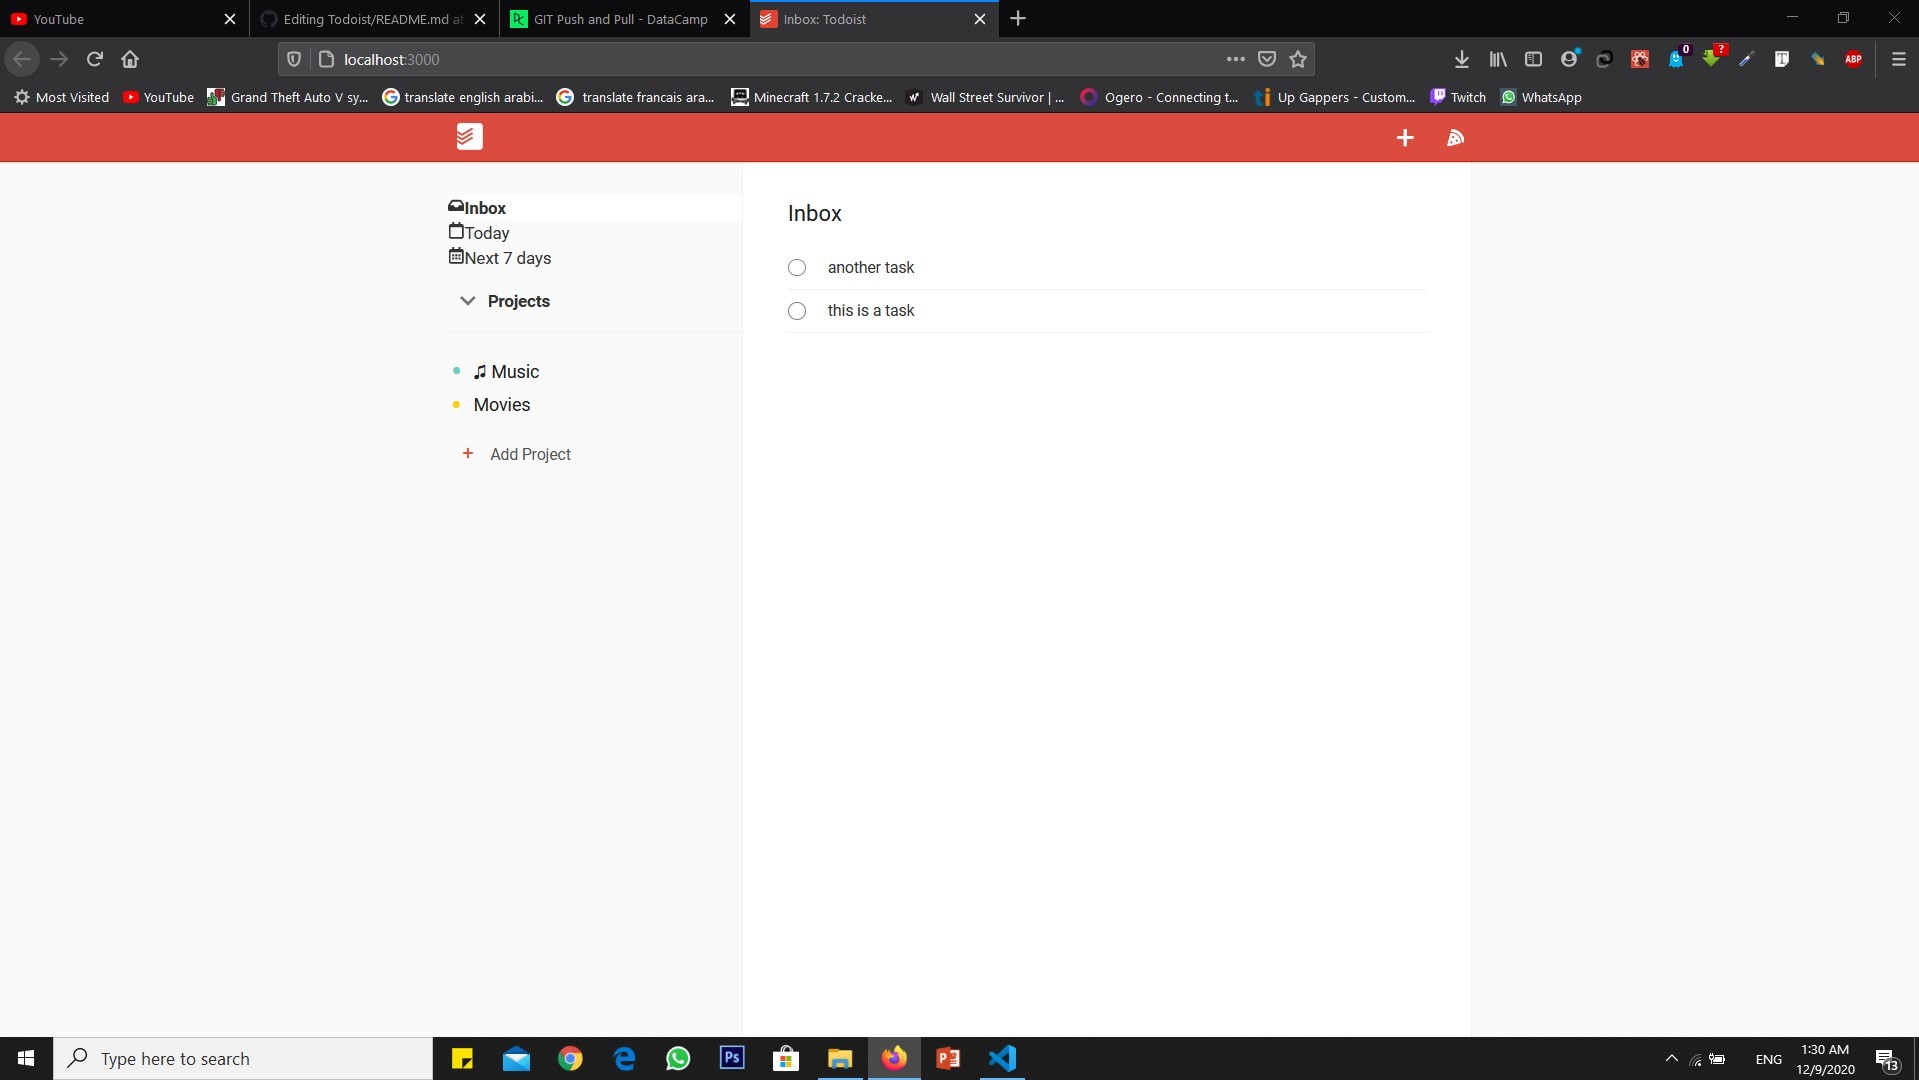 YouTube
Editing Todoist/README.md at
GIT Push and Pull - DataCamp
Inbox: Todoist
localhost:3000
0
?
ABP
Most Visited
YouTube
Grand Theft Auto V sy...
translate english arabi...
translate francais ara...
Minecraft 1.7.2 Cracke...
Wall Street Survivor | ...
Ogero - Connecting t...
Up Gappers - Custom...
Twitch
WhatsApp
Inbox
Today
Next 7 days
Projects
Music
Movies
+ Add Project
Inbox
another task
this is a task
Type here to search
Ps
ENG
1:30 AM
12/9/2020
13